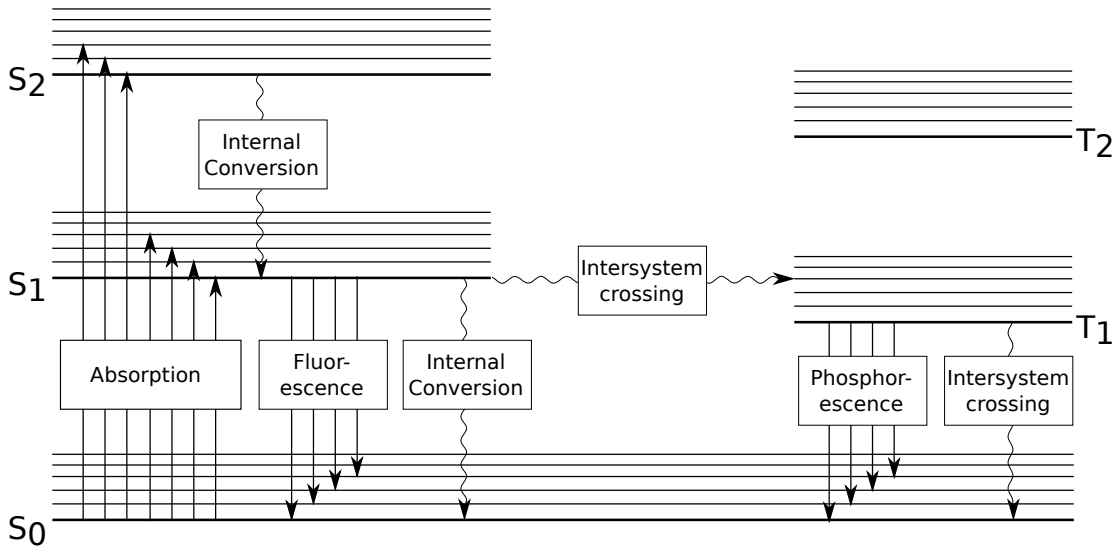 S2
Internal
Conversion
T2
S1
Intersystem
crossing
T1
Absorption
Fluor-
escence
Internal
Conversion
Phosphor-
escence
Intersystem
crossing
S0